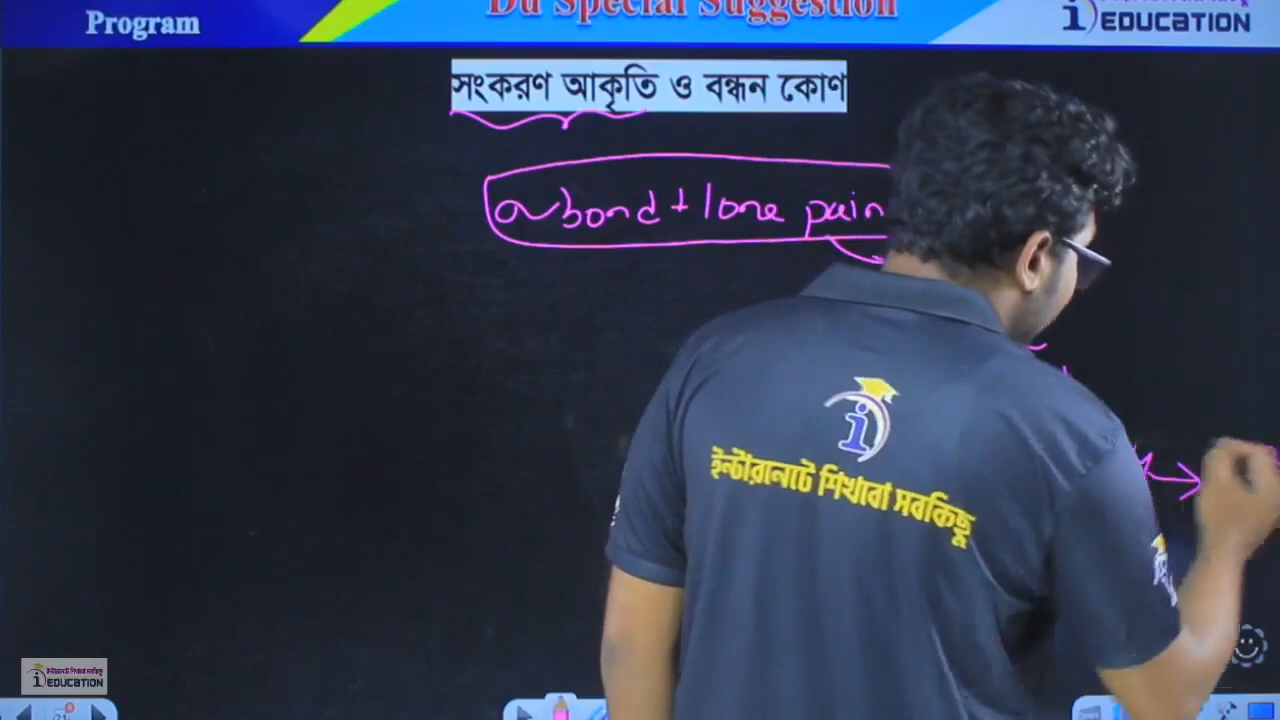 Program
Du Special Suggestion
EDUCATION
সংকরণ আকৃতি ও বন্ধন কোণ
σ bond + lone pair
ইন্টারনেটে শিখবো সবকিছু
EDUCATION